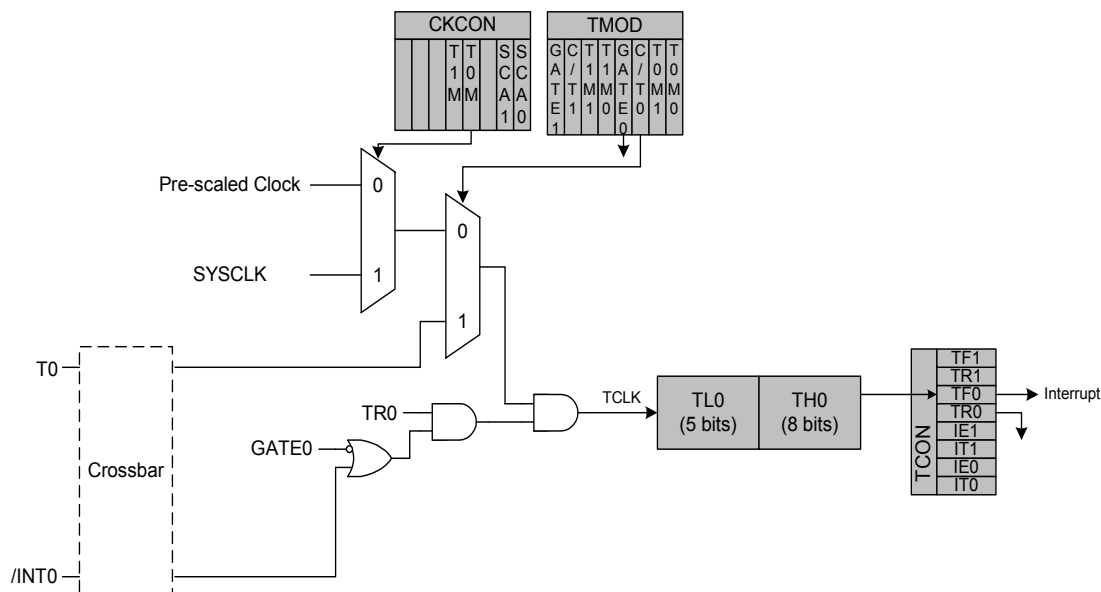 CKCON
TMOD
T1M
T0M
SCA1
SCA0
GATE1
C/T1
T1M1
T1M0
GATE0
C/T0
T0M1
T0M0
Pre-scaled Clock
0
SYSCLK
1
0
1
T0
Crossbar
/INT0
TR0
GATE0
TCLK
TL0
(5 bits)
TH0
(8 bits)
TCON
TF1
TR1
TF0
TR0
IE1
IT1
IE0
IT0
Interrupt